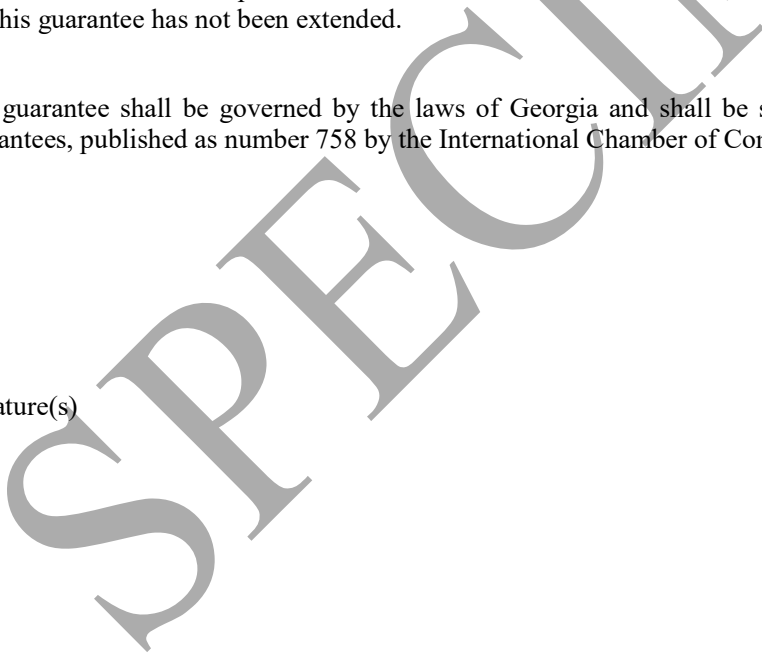 his guarantee has not been extended.
guarantee shall be governed by the laws of Georgia and shall be s
antees, published as number 758 by the International Chamber of Con
ature(s)
SPECI